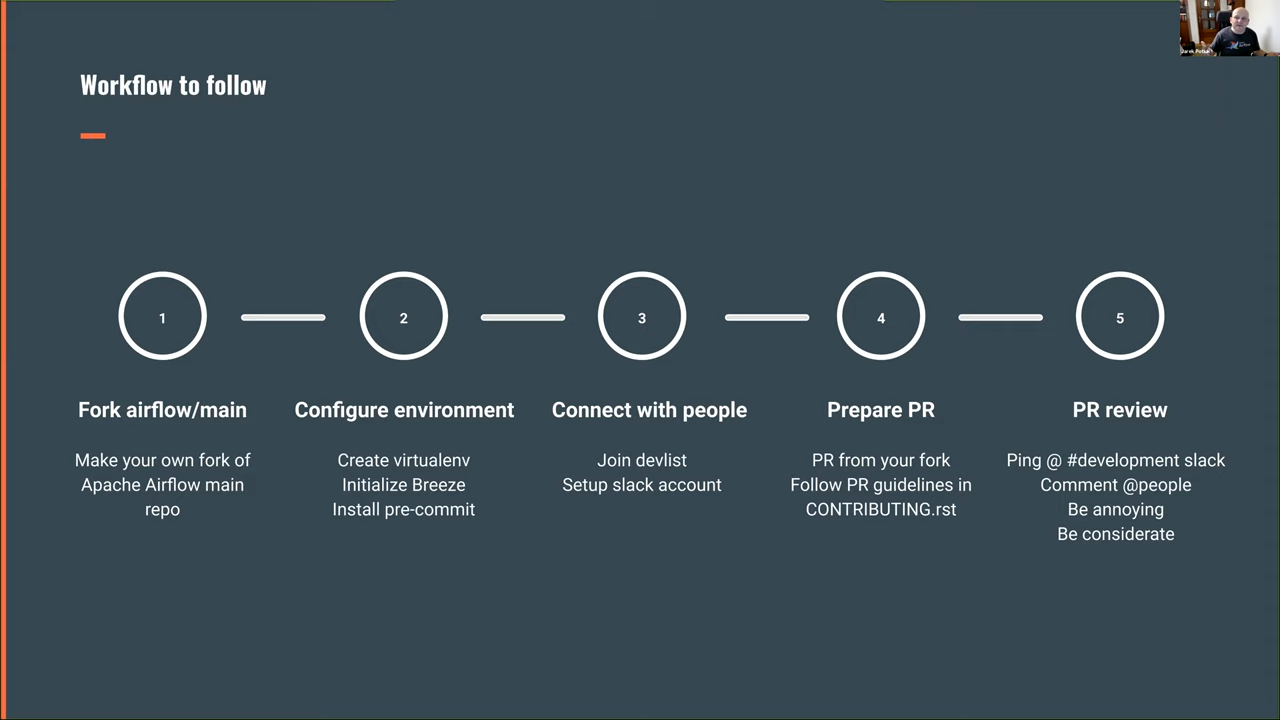 Workflow to follow
1
2
3
4
5
Fork airflow/main
Make your own fork of
Apache Airflow main
repo
Configure environment
Create virtualenv
Initialize Breeze
Install pre-commit
Connect with people
Join devlist
Setup slack account
Prepare PR
PR from your fork
Follow PR guidelines in
CONTRIBUTING.rst
PR review
Ping @ #development slack
Comment @people
Be annoying
Be considerate